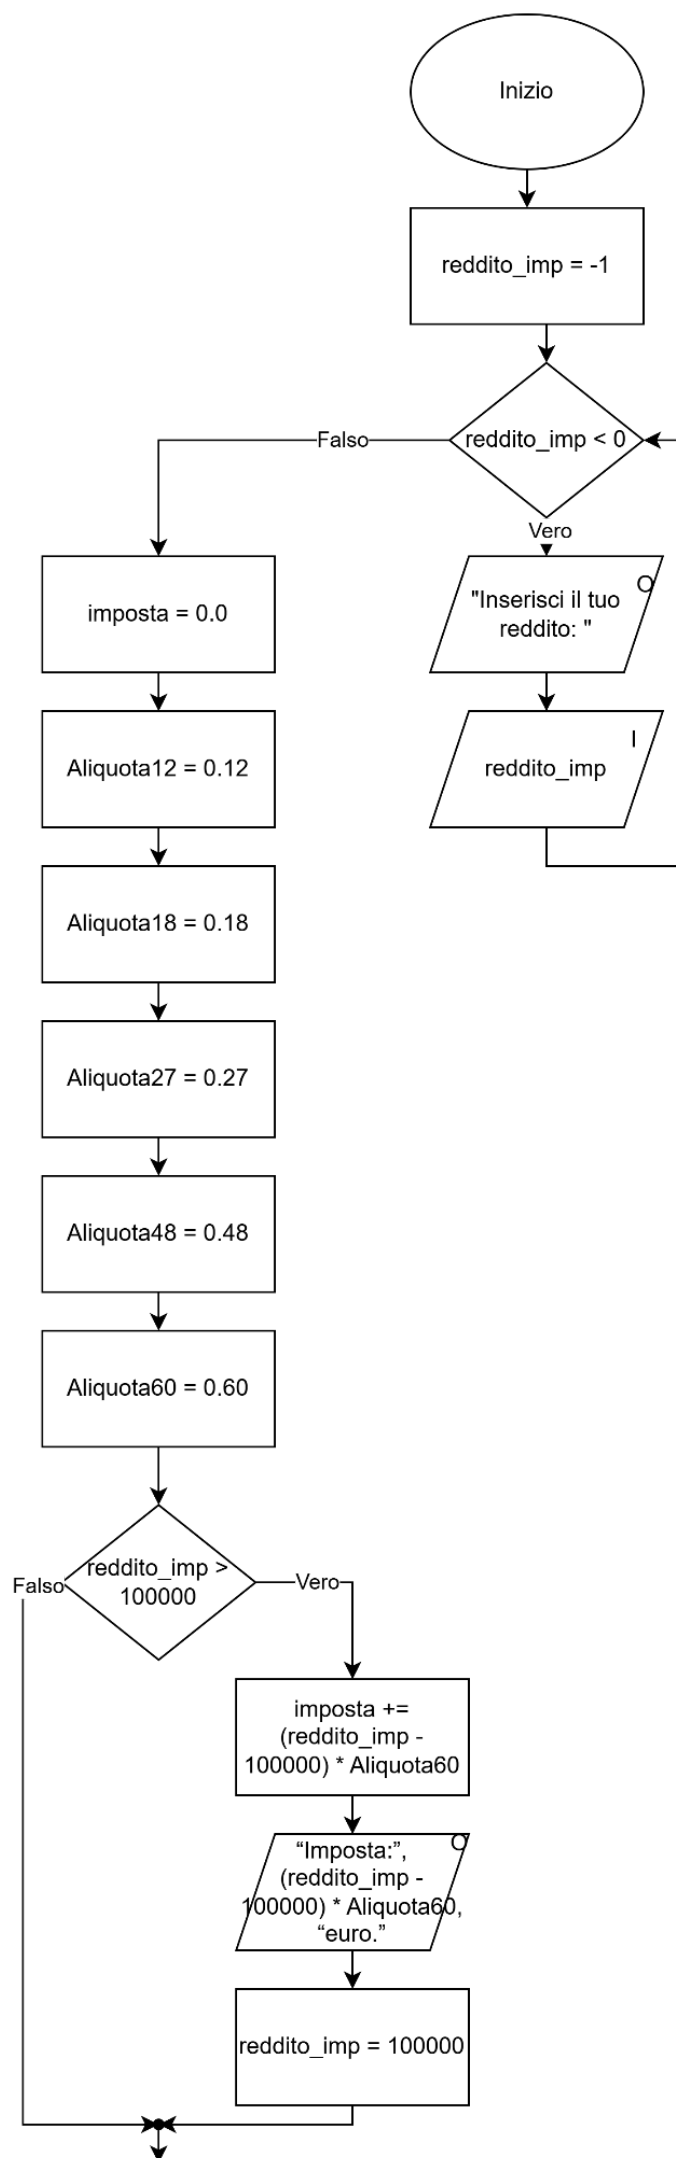 Inizio
reddito_imp = -1
reddito_imp < 0
Falso
Vero
O
"Inserisci il tuo
reddito: "
I
reddito_imp
imposta = 0.0
Aliquota12 = 0.12
Aliquota18 = 0.18
Aliquota27 = 0.27
Aliquota48 = 0.48
Aliquota60 = 0.60
reddito_imp >
100000
Falso
Vero
imposta +=
(reddito_imp -
100000) * Aliquota60
O
“Imposta:”,
(reddito_imp -
100000) * Aliquota60,
“euro.”
reddito_imp = 100000